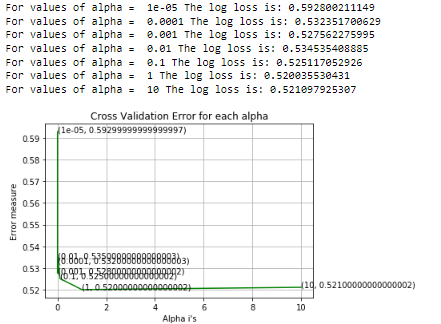 For values of alpha =  1e-05 The log loss is: 0.592800211149
For values of alpha =  0.0001 The log loss is: 0.532351700629
For values of alpha =  0.001 The log loss is: 0.527562275995
For values of alpha =  0.01 The log loss is: 0.534535408885
For values of alpha =  0.1 The log loss is: 0.525117052926
For values of alpha =  1 The log loss is: 0.520035530431
For values of alpha =  10 The log loss is: 0.521097925307
Cross Validation Error for each alpha
0.59
(1e-05, 0.59299999999999997)
0.58
0.57
0.56
0.55
0.54
(0.01, 0.53500000000000003)
(0.0001, 0.53200000000000003)
0.53
(0.001, 0.52800000000000002)
(0.1, 0.52500000000000002)
(10, 0.52100000000000002)
0.52
(1, 0.52000000000000002)
Error measure
0 2 4 6 8 10
Alpha i's